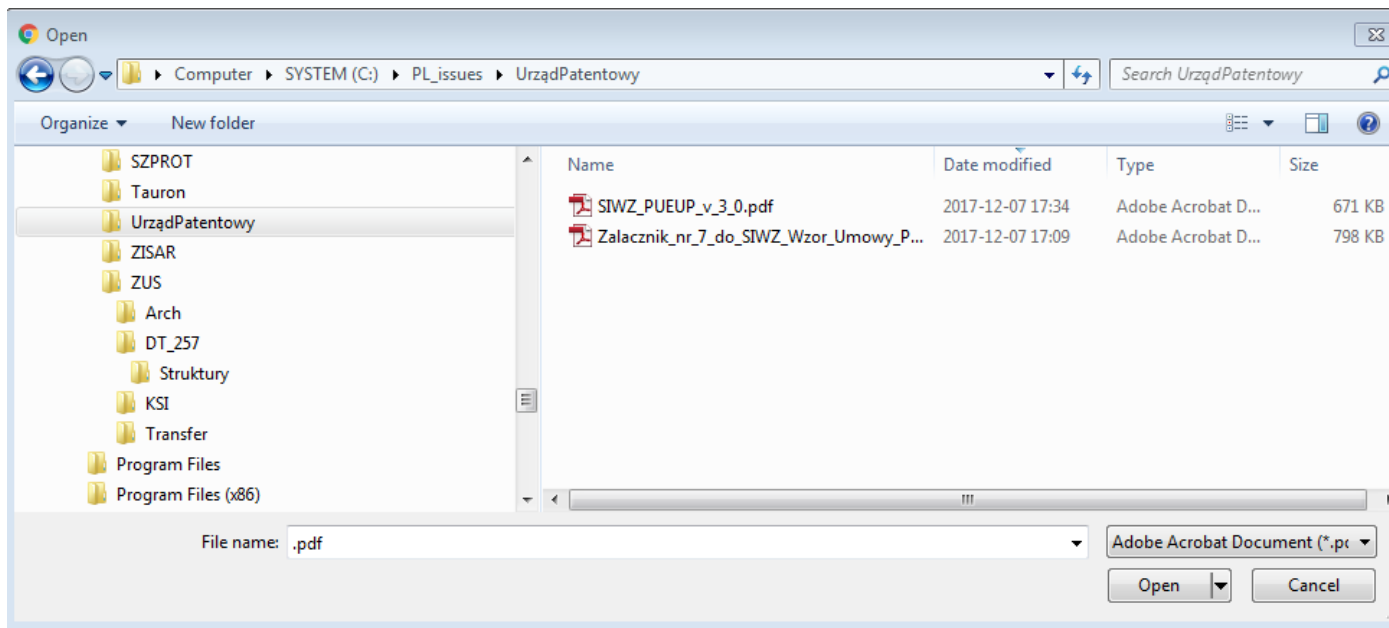 Open
Computer SYSTEM (C:) PL_issues UrządPatentowy
Search UrządPatentowy
Organize New folder
SZPROT
Tauron
UrządPatentowy
ZISAR
ZUS
Arch
DT_257
Struktury
KSI
Transfer
Program Files
Program Files (x86)
Name Date modified Type Size
SIWZ_PUEUP_v_3_0.pdf 2017-12-07 17:34 Adobe Acrobat D... 671 KB
Zalacznik_nr_7_do_SIWZ_Wzor_Umowy_P... 2017-12-07 17:09 Adobe Acrobat D... 798 KB
File name: .pdf
Adobe Acrobat Document (*.pc
Open Cancel